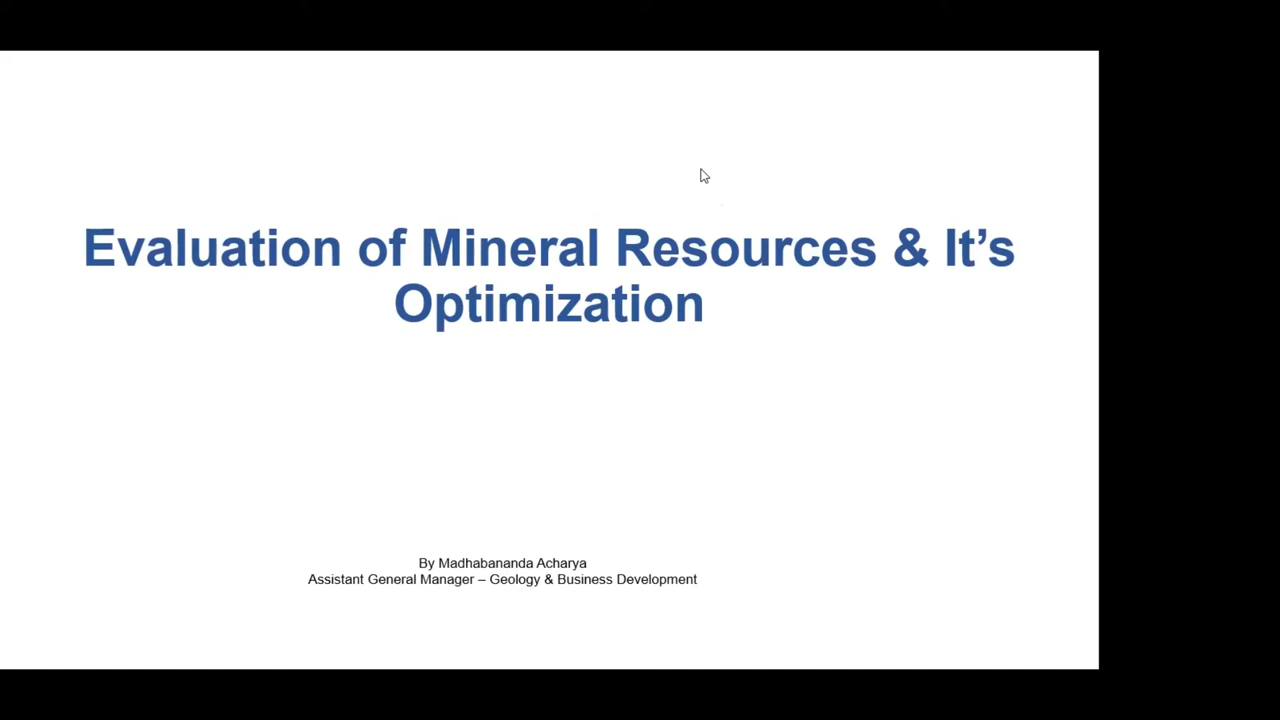 Evaluation of Mineral Resources & It’s
Optimization
By Madhabananda Acharya
Assistant General Manager – Geology & Business Development